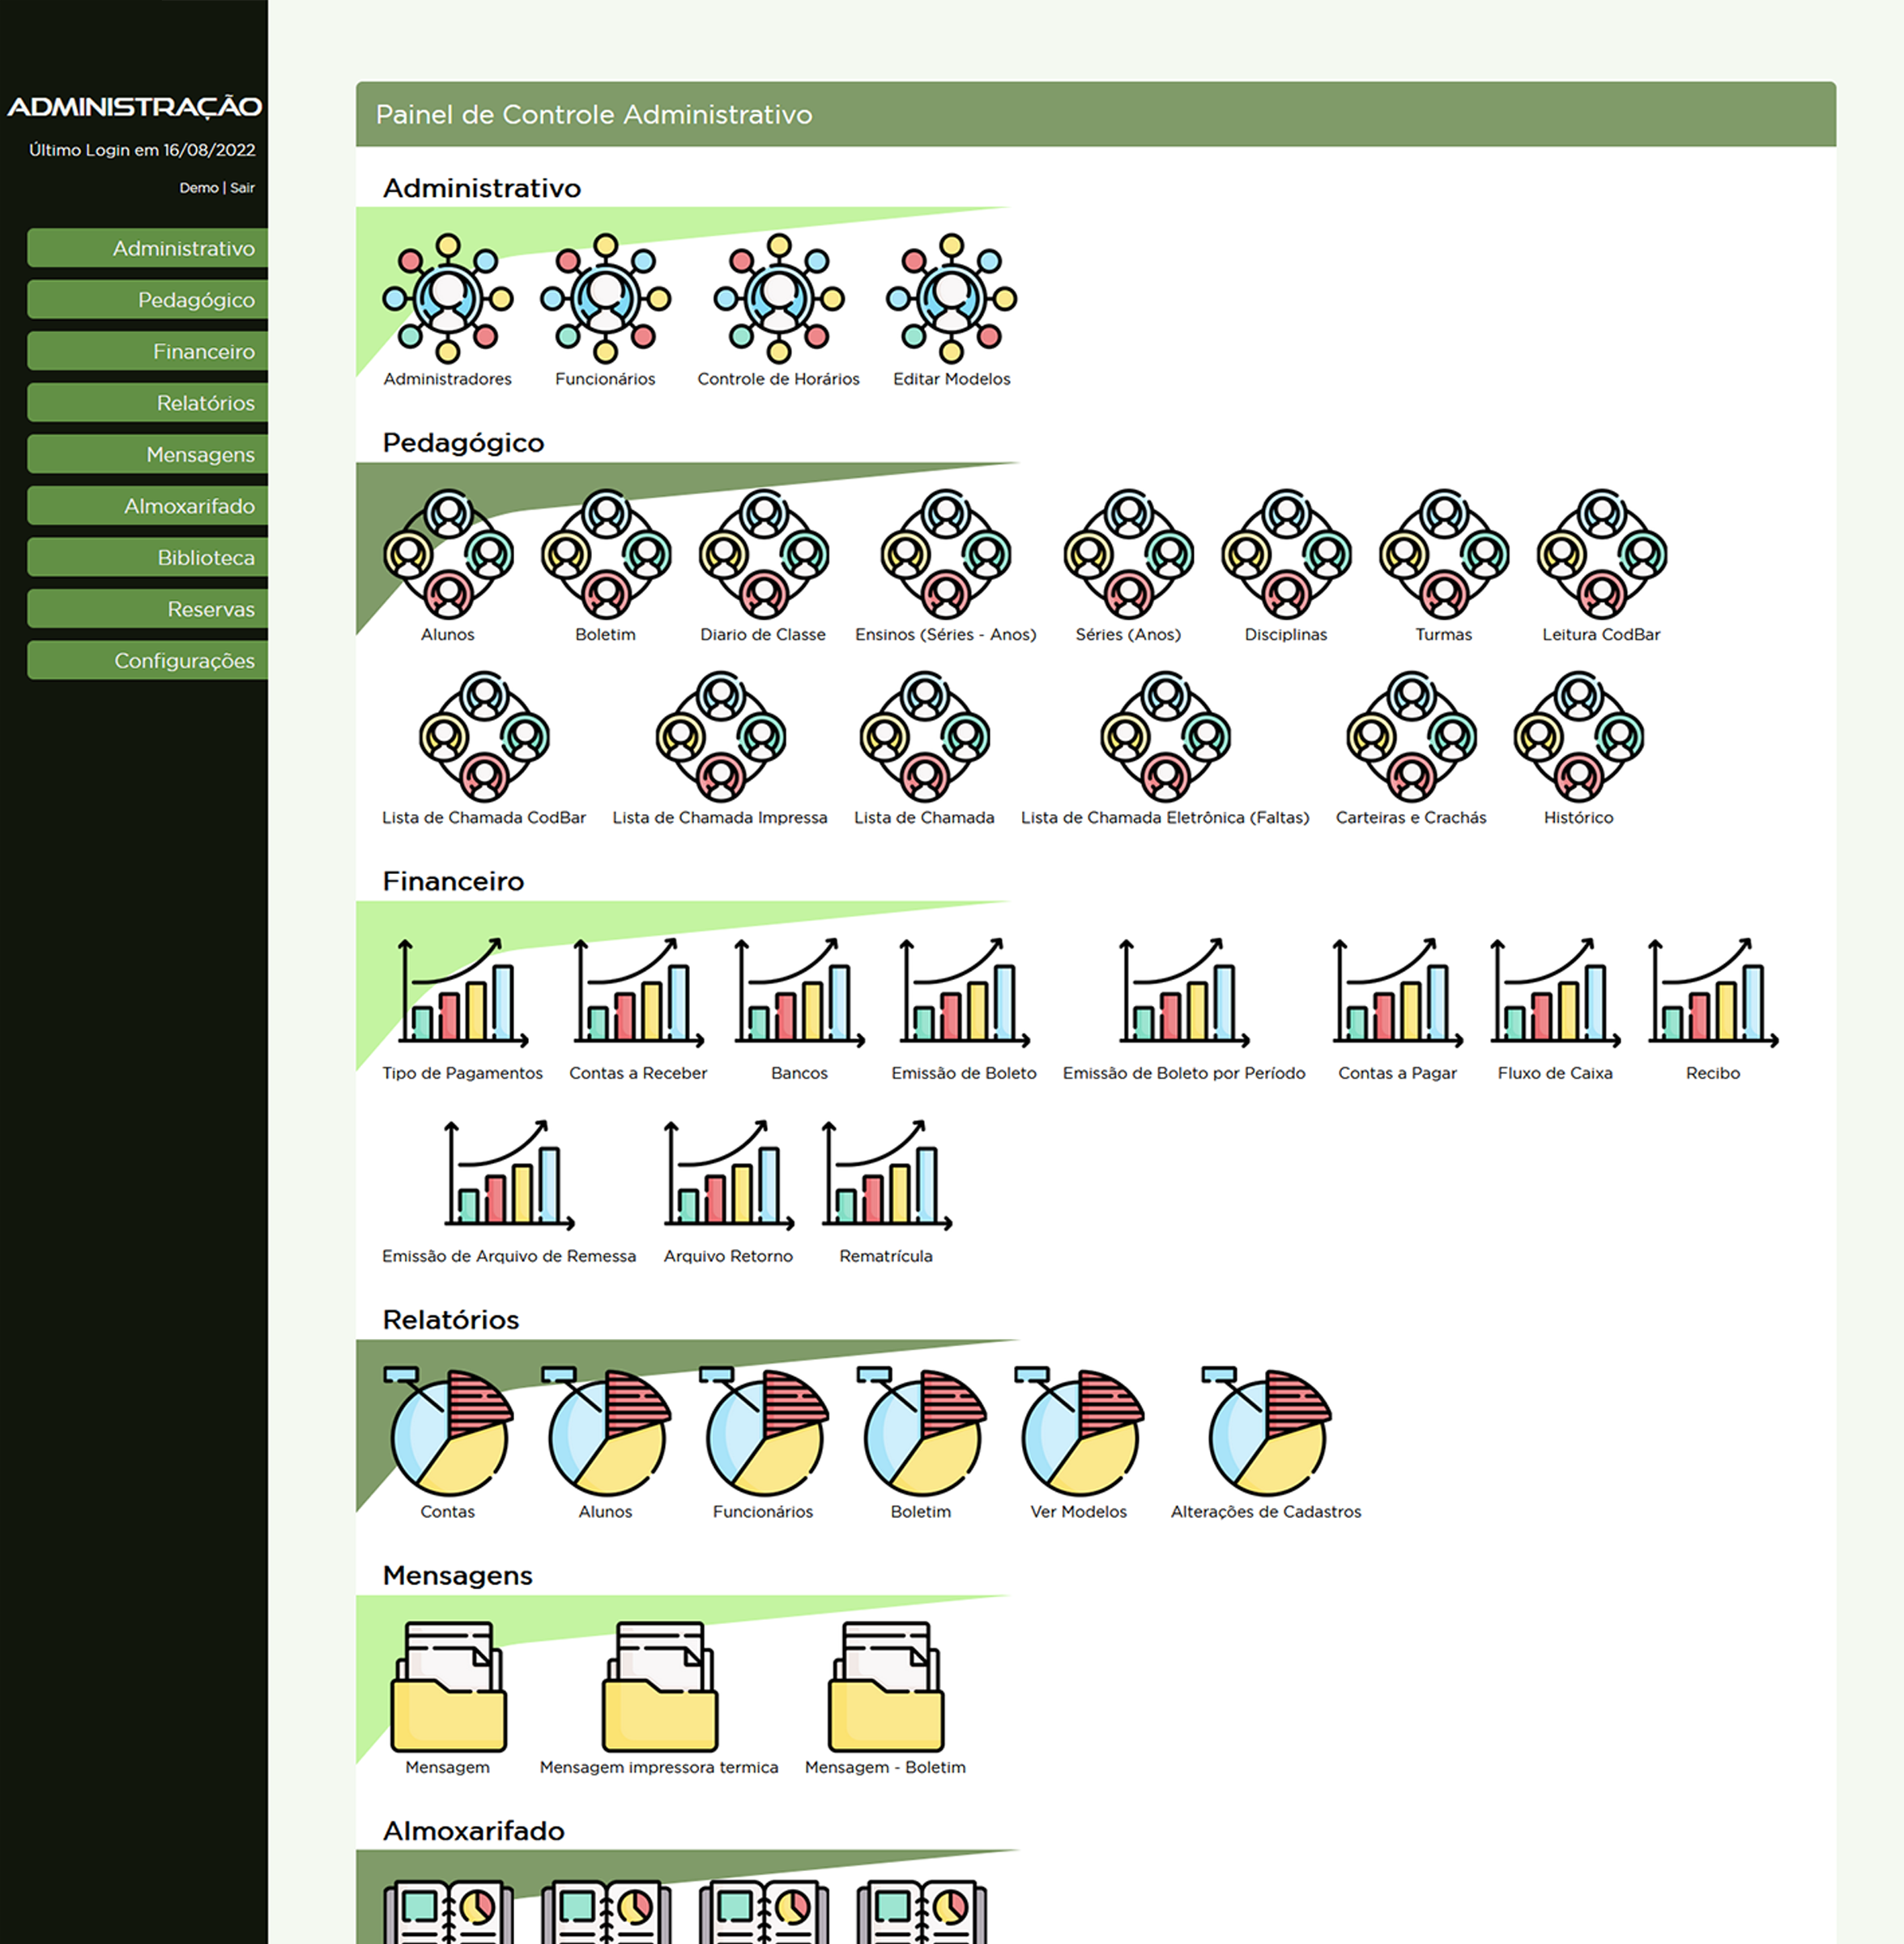 ADMINISTRAÇÃO
Último Login em 16/08/2022
Demo | Sair
Administrativo
Pedagógico
Financeiro
Relatórios
Mensagens
Almoxarifado
Biblioteca
Reservas
Configurações
Painel de Controle Administrativo
Administrativo
Administradores Funcionários Controle de Horários Editar Modelos
Pedagógico
Alunos Boletim Diario de Classe Ensinos (Séries - Anos) Séries (Anos) Disciplinas Turmas Leitura CodBar
Lista de Chamada CodBar Lista de Chamada Impressa Lista de Chamada Lista de Chamada Eletrônica (Faltas) Carteiras e Crachás Histórico
Financeiro
Tipo de Pagamentos Contas a Receber Bancos Emissão de Boleto Emissão de Boleto por Período Contas a Pagar Fluxo de Caixa Recibo
Emissão de Arquivo de Remessa Arquivo Retorno Rematrícula
Relatórios
Contas Alunos Funcionários Boletim Ver Modelos Alterações de Cadastros
Mensagens
Mensagem Mensagem impressora termica Mensagem - Boletim
Almoxarifado